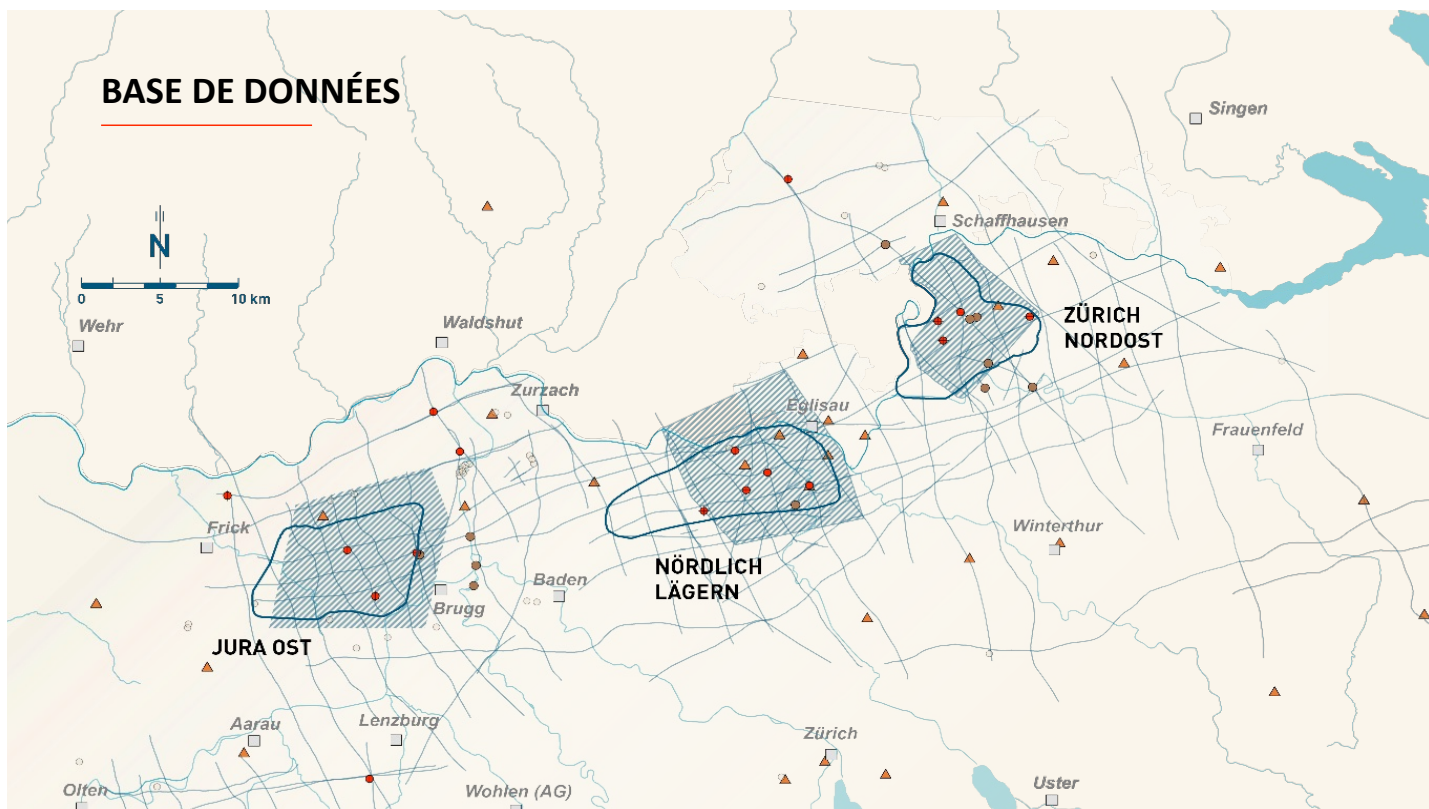 BASE DE DONNÉES
Singen
Schaffhausen
N
0 5 10 km
ZÜRICH
NORDOST
Wehr
Waldshut
Zurzach
Eglisau
Frauenfeld
Frick
Winterthur
NÖRDLICH
LÄGERN
Baden
Brugg
JURA OST
Aarau
Lenzburg
Zürich
Olten
Wohlen (AG)
Uster